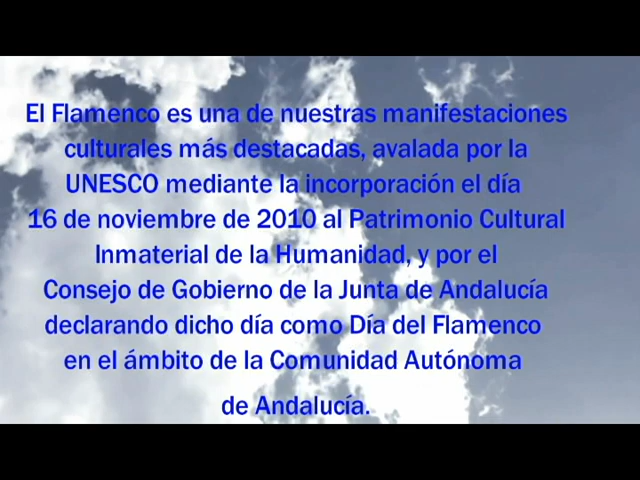 El Flamenco es una de nuestras manifestaciones
culturales más destacadas, avalada por la
UNESCO mediante la incorporación el día
16 de noviembre de 2010 al Patrimonio Cultural
Inmaterial de la Humanidad, y por el
Consejo de Gobierno de la Junta de Andalucía
declarando dicho día como Día del Flamenco
en el ámbito de la Comunidad Autónoma
de Andalucía.